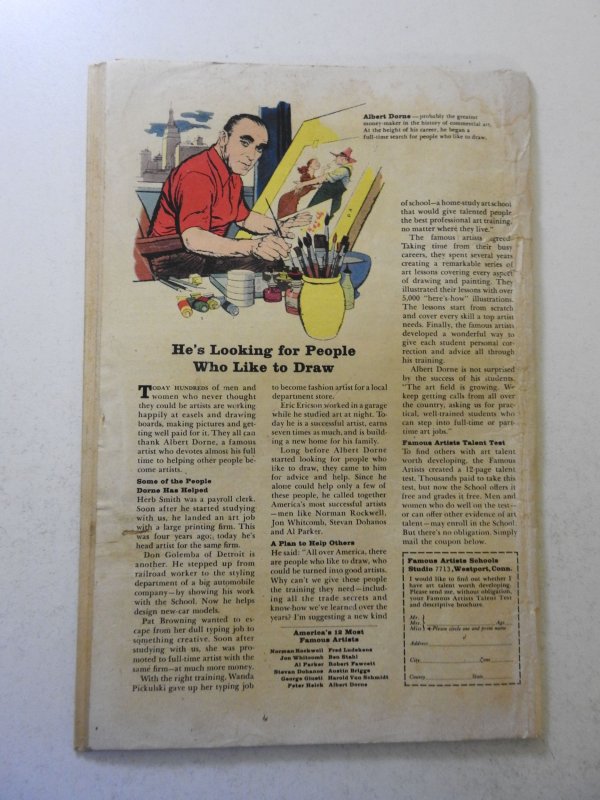 Albert Dorne — probably the greatest
money-maker in the history of commercial art.
At the height of his career, he began a
full-time search for people who like to draw.
He's Looking for People
Who Like to Draw
TODAY HUNDREDS of men and
women who never thought
they could be artists are working
happily at easels and drawing
boards, making pictures and get-
ting well paid for it. They all can
thank Albert Dorne, a famous
artist who devotes almost his full
time to helping other people be-
come artists.
Some of the People
Dorne Has Helped
Herb Smith was a payroll clerk.
Soon after he started studying
with us, he landed an art job
with a large printing firm. This
was four years ago; today he's
head artist for the same firm.
Don Golemba of Detroit is
another. He stepped up from
railroad worker to the styling
department of a big automobile
company—by showing his work
with the School. Now he helps
design new-car models.
Pat Browning wanted to es-
cape from her dull typing job to
something creative. Soon after
studying with us, she was pro-
moted to full-time artist with the
same firm—at much more money.
With the right training, Wanda
Pickulski gave up her typing job
to become fashion artist for a local
department store.
Eric Ericson worked in a garage
while he studied art at night. To-
day he is a successful artist, earns
seven times as much, and is build-
ing a new home for his family.
Long before Albert Dorne
started looking for people who
like to draw, they came to him
for advice and help. Since he
alone could help only a few of
these people, he called together
America's most successful artists
—men like Norman Rockwell,
Jon Whitcomb, Stevan Dohanos
and Al Parker.
A Plan to Help Others
He said: "All over America, there
are people who like to draw, who
could be turned into good artists.
Why can't we give these people
the training they need—includ-
ing all the trade secrets and
know-how we've learned over the
years? I'm suggesting a new kind
America's 12 Most
Famous Artists
Norman Rockwell Fred Ludekens
Jon Whitcomb Ben Stahl
Al Parker Robert Fawcett
Stevan Dohanos Austin Briggs
George Giusti Harold Von Schmidt
Peter Helck Albert Dorne
of school—a home-study art school
that would give talented people
the best professional art training,
no matter where they live."
The famous artists agreed.
Taking time from their busy
careers, they spent several years
creating a remarkable series of
art lessons covering every aspect
of drawing and painting. They
illustrated their lessons with over
5,000 "here's-how" illustrations.
The lessons start from scratch
and cover every skill a top artist
needs. Finally, the famous artists
developed a wonderful way to
give each student personal cor-
rection and advice all through
his training.
Albert Dorne is not surprised
by the success of his students.
"The art field is growing. We
keep getting calls from all over
the country, asking us for prac-
tical, well-trained students who
can step into full-time or part-
time art jobs."
Famous Artists Talent Test
To find others with art talent
worth developing, the Famous
Artists created a 12-page talent
test. Thousands paid to take this
test, but now the School offers it
free and grades it free. Men and
women who do well on the test—
or can offer other evidence of art
talent—may enroll in the School.
But there's no obligation. Simply
mail the coupon below.
Famous Artists Schools
Studio 7713, Westport, Conn.
I would like to find out whether I
have art talent worth developing.
Please send me, without obligation,
your Famous Artists Talent Test
and descriptive brochure.
Mr.
Mrs. Age
Miss (Please circle one and print name
Address
City Zone
County State